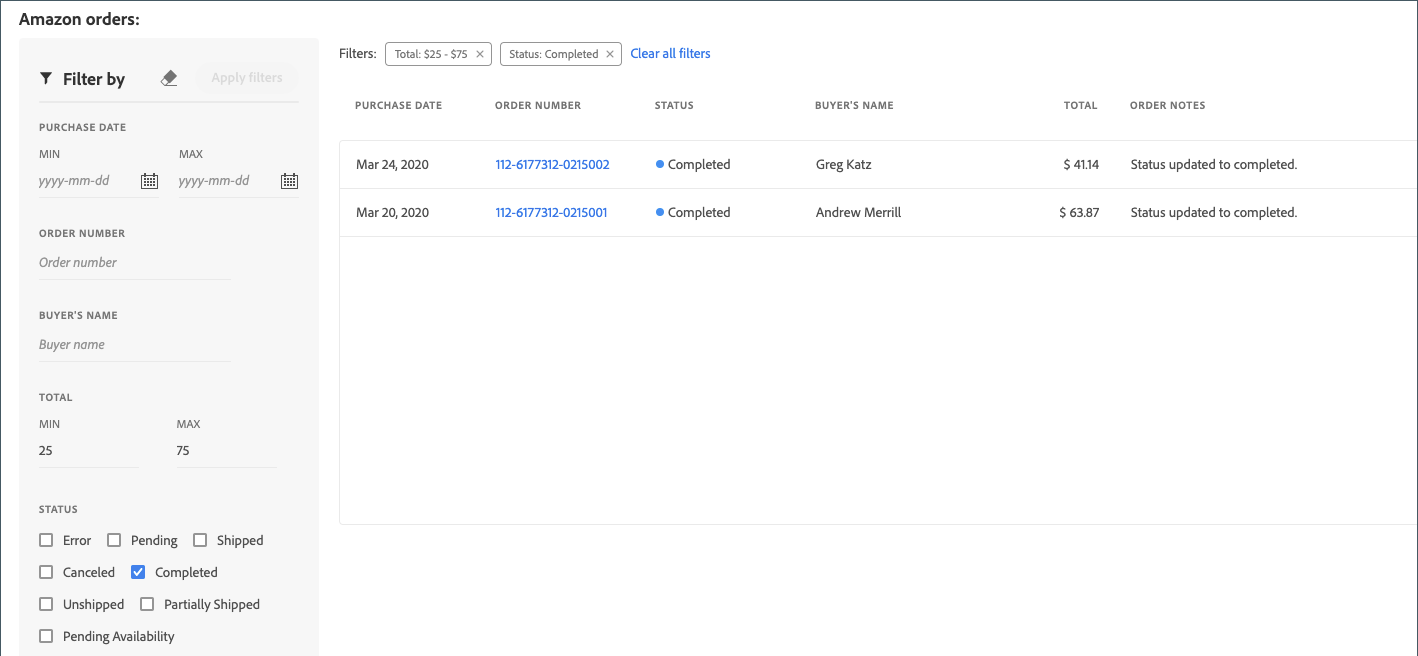 Amazon orders:
Filter by
Apply filters
PURCHASE DATE
MIN MAX
yyyy-mm-dd yyyy-mm-dd
ORDER NUMBER
Order number
BUYER'S NAME
Buyer name
TOTAL
MIN MAX
25 75
STATUS
Error Pending Shipped
Canceled Completed
Unshipped Partially Shipped
Pending Availability
Filters: Total: $25 - $75 × Status: Completed × Clear all filters
PURCHASE DATE ORDER NUMBER STATUS BUYER'S NAME TOTAL ORDER NOTES
Mar 24, 2020 112-6177312-0215002 Completed Greg Katz $ 41.14 Status updated to completed.
Mar 20, 2020 112-6177312-0215001 Completed Andrew Merrill $ 63.87 Status updated to completed.